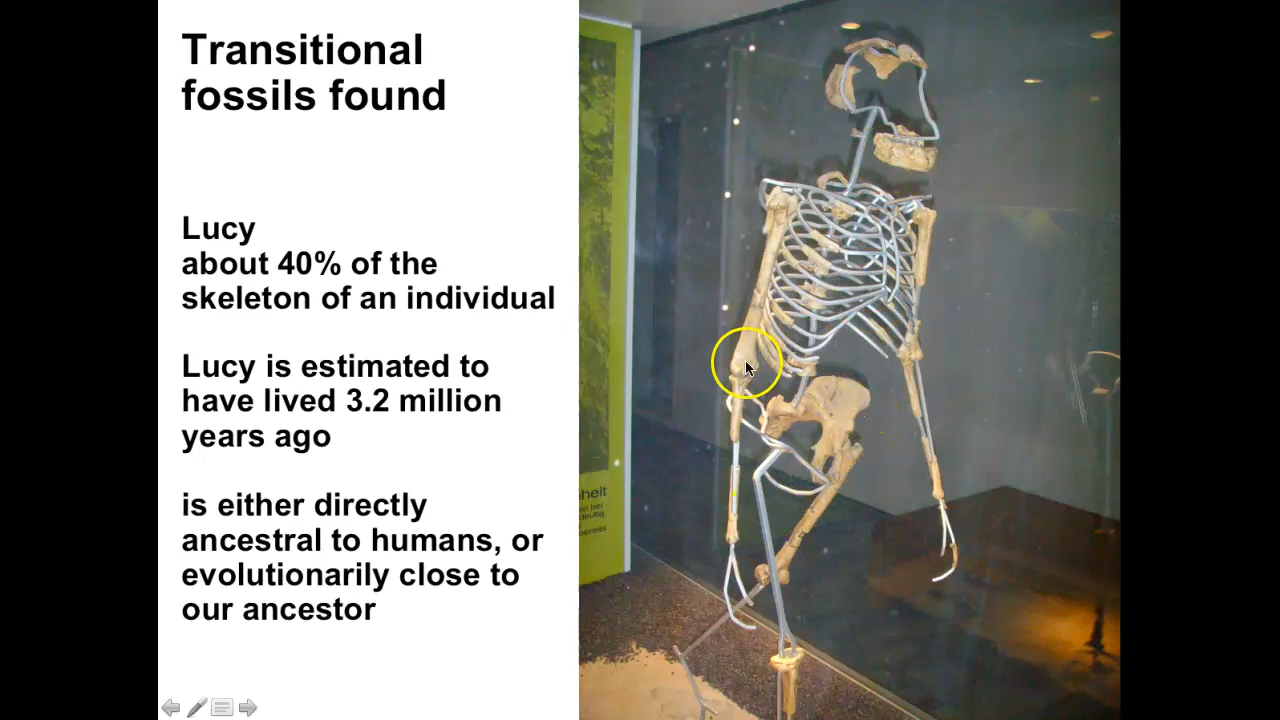 Transitional
fossils found
Lucy
about 40% of the
skeleton of an individual
Lucy is estimated to
have lived 3.2 million
years ago
is either directly
ancestral to humans, or
evolutionarily close to
our ancestor
bereits